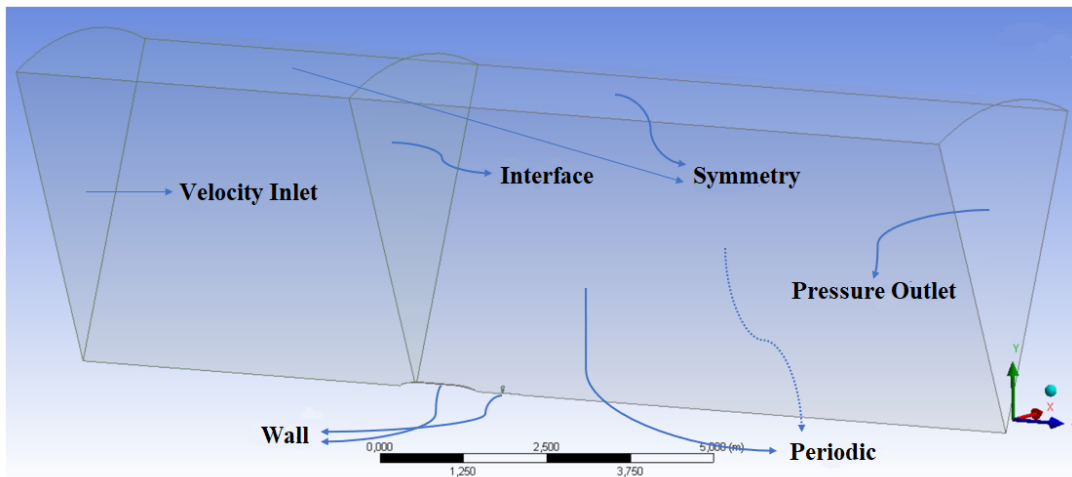 Interface
Symmetry
Velocity Inlet
Pressure Outlet
Y
X
Wall
0,000
2,500
5,000 (m)
1,250
3,750
Periodic